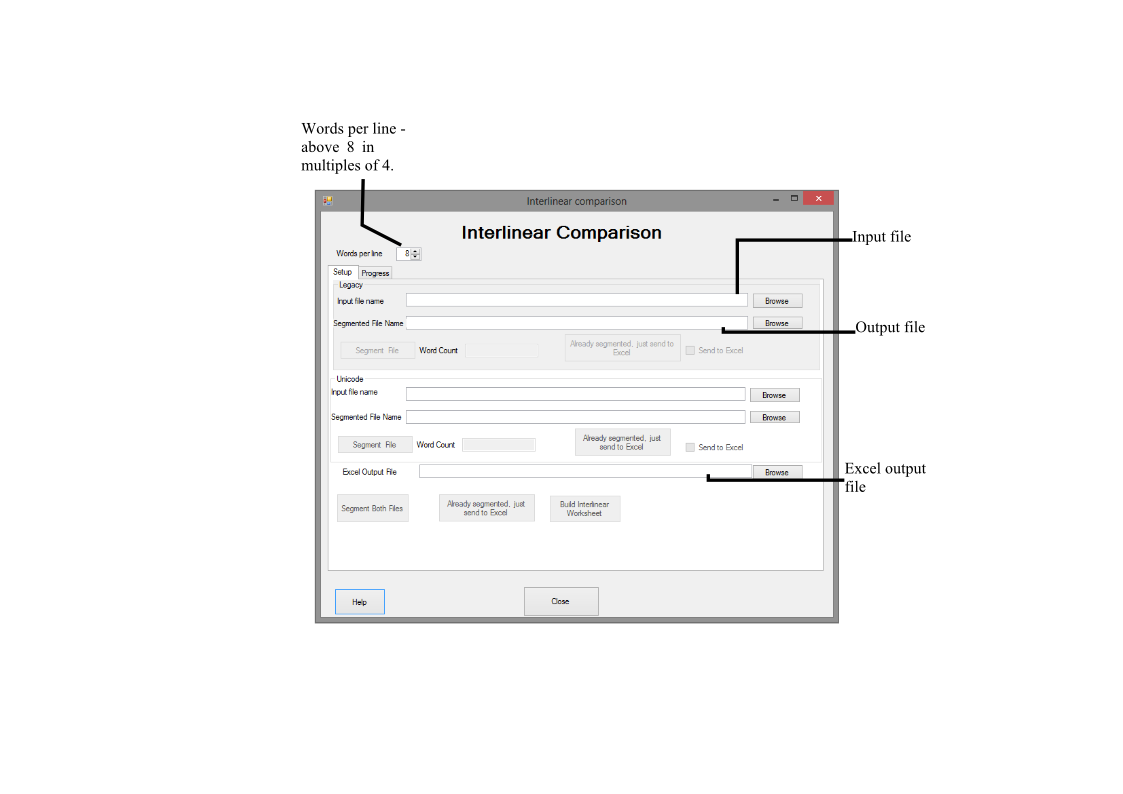 Words per line -
above 8 in
multiples of 4.
Interlinear comparison
Interlinear Comparison
Input file
Words per line 8
Setup Progress
Legacy
Input file name Browse
Segmented File Name Browse
Output file
Segment File Word Count Already segmented, just send to
Excel
Send to Excel
Unicode
Input file name Browse
Segmented File Name Browse
Segment File Word Count Already segmented, just
send to Excel
Send to Excel
Excel Output File Browse
Excel output
file
Segment Both Files
Already segmented, just
send to Excel
Build Interlinear
Worksheet
Help Close